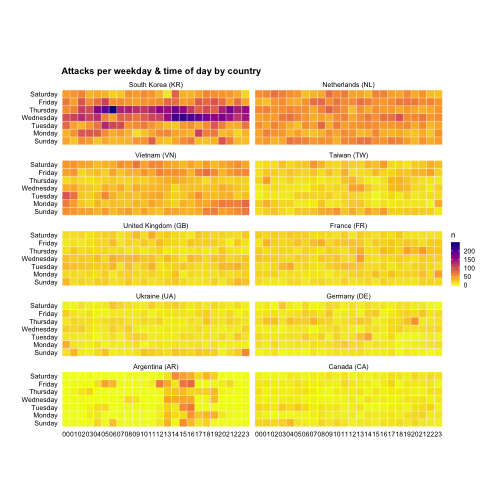 Attacks per weekday & time of day by country
South Korea (KR)
Netherlands (NL)
Saturday
Friday
Thursday
Wednesday
Tuesday
Monday
Sunday
Vietnam (VN)
Taiwan (TW)
Saturday
Friday
Thursday
Wednesday
Tuesday
Monday
Sunday
United Kingdom (GB)
France (FR)
Saturday
Friday
Thursday
Wednesday
Tuesday
Monday
Sunday
n
200
150
100
50
0
Ukraine (UA)
Germany (DE)
Saturday
Friday
Thursday
Wednesday
Tuesday
Monday
Sunday
Argentina (AR)
Canada (CA)
Saturday
Friday
Thursday
Wednesday
Tuesday
Monday
Sunday
000102030405060708091011121314151617181920212223 000102030405060708091011121314151617181920212223